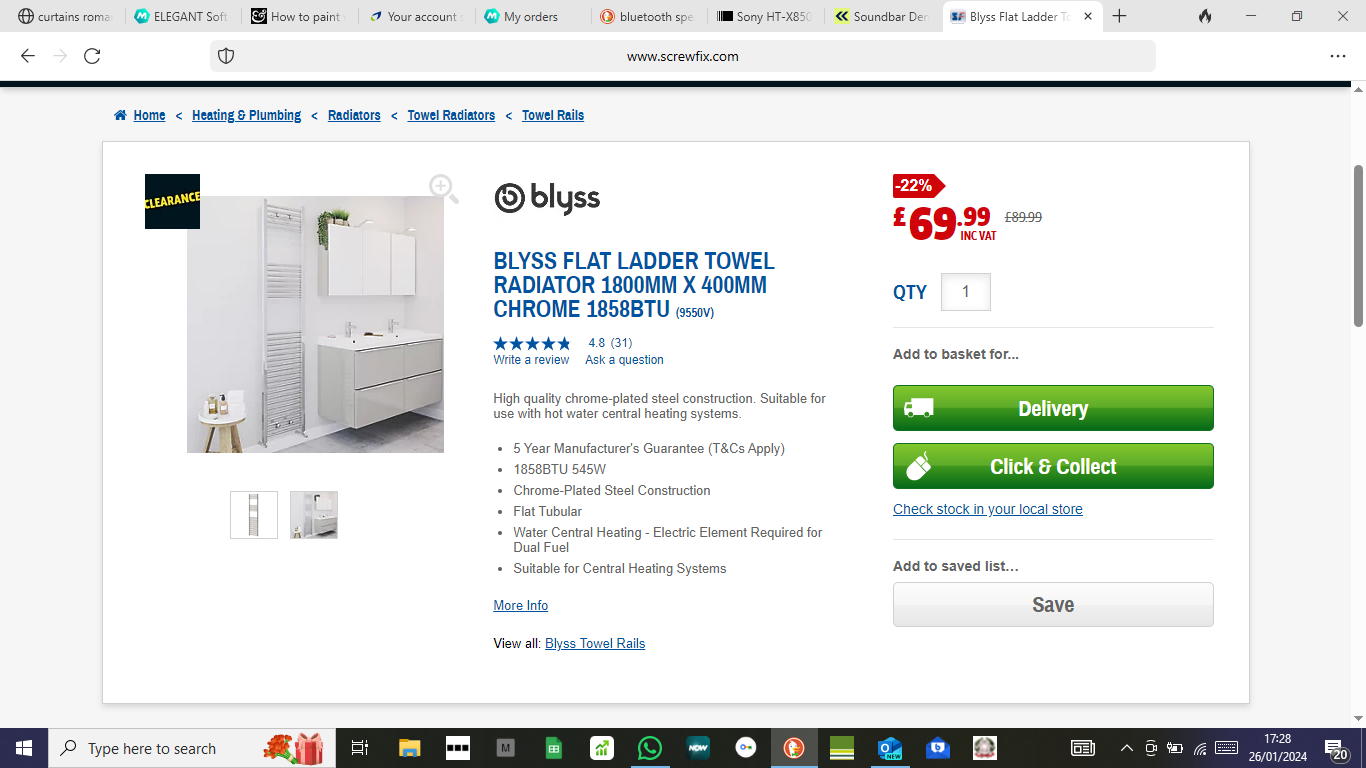 curtains roma
ELEGANT Soft
How to paint
Your account
My orders
bluetooth spe
Sony HT-X850
Soundbar Den
Blyss Flat Ladder To
www.screwfix.com
Home < Heating & Plumbing < Radiators < Towel Radiators < Towel Rails
CLEARANCE
blyss
BLYSS FLAT LADDER TOWEL
RADIATOR 1800MM X 400MM
CHROME 1858BTU (9550V)
4.8 (31)
Write a review Ask a question
High quality chrome-plated steel construction. Suitable for
use with hot water central heating systems.
• 5 Year Manufacturer's Guarantee (T&Cs Apply)
• 1858BTU 545W
• Chrome-Plated Steel Construction
• Flat Tubular
• Water Central Heating - Electric Element Required for
Dual Fuel
• Suitable for Central Heating Systems
More Info
View all: Blyss Towel Rails
-22%
£69.99 INC VAT £89.99
QTY 1
Add to basket for...
Delivery
Click & Collect
Check stock in your local store
Add to saved list...
Save
Type here to search
M
NOW
NEW
17:28
26/01/2024
20